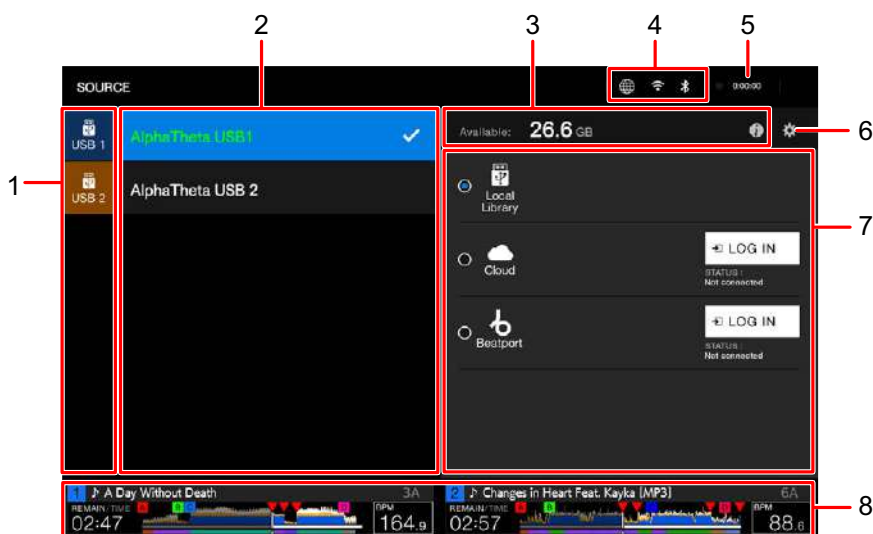 2
3
4
5
SOURCE
0:00:00
USB 1
AlphaTheta USB1
Available: 26.6 GB
6
1
USB 2
AlphaTheta USB 2
Local
Library
7
LOG IN
Cloud
STATUS :
Not connected
LOG IN
Beatport
STATUS :
Not connected
1 ♪ A Day Without Death 3A
2 ♪ Changes in Heart Feat. Kayka [MP3] 6A
8
REMAIN/TIME A B C D BPM
02:47 164.9
REMAIN/TIME A B C D BPM
02:57 88.6